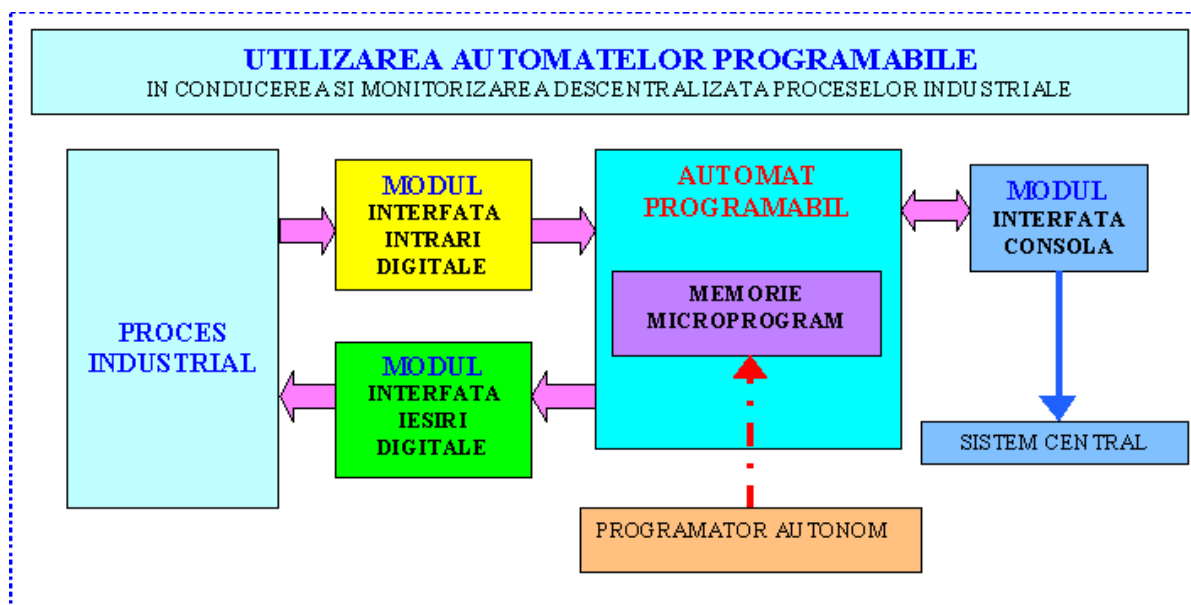 UTILIZAREA AUTOMATELOR PROGRAMABILE
IN CONDUCEREA SI MONITORIZAREA DESCENTRALIZATA PROCESELOR INDUSTRIALE
PROCES
INDUSTRIAL
MODUL
INTERFATA
INTRARI
DIGITALE
MODUL
INTERFATA
IESIRI
DIGITALE
AUTOMAT
PROGRAMABIL
MEMORIE
MICROPROGRAM
MODUL
INTERFATA
CONSOLA
SISTEM CENTRAL
PROGRAMATOR AUTONOM